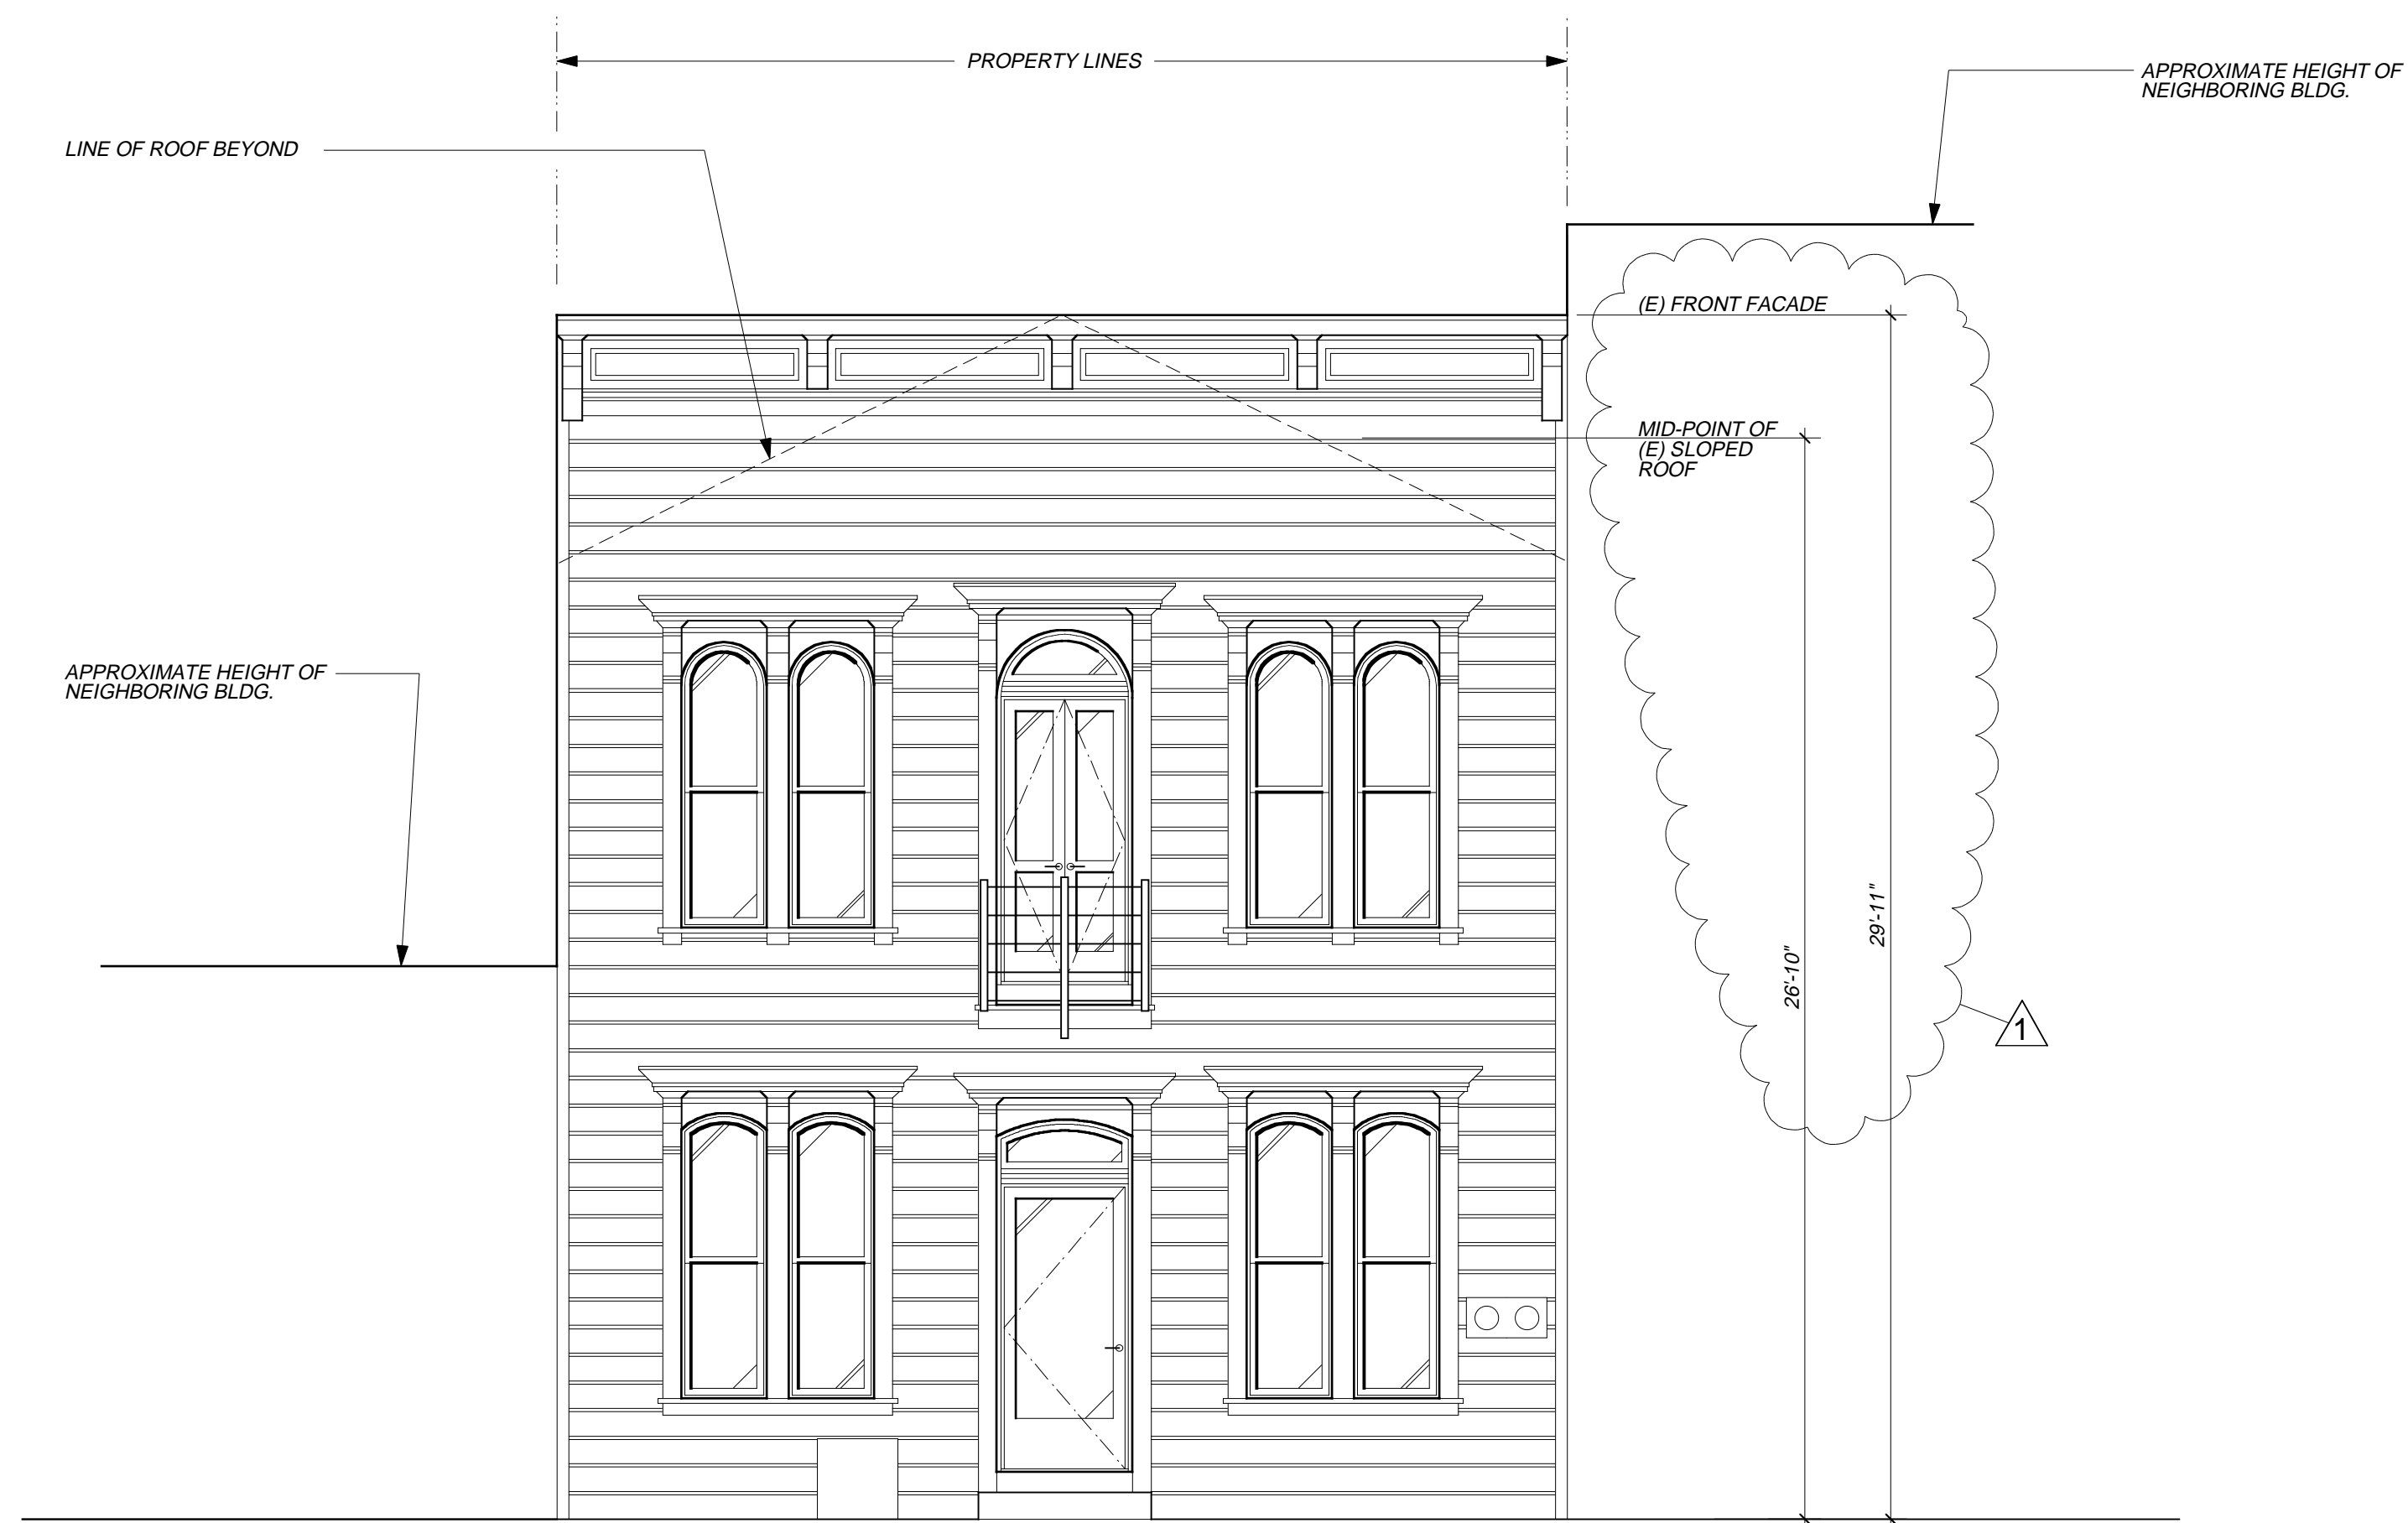 PROPERTY LINES
APPROXIMATE HEIGHT OF
NEIGHBORING BLDG.
LINE OF ROOF BEYOND
(E) FRONT FACADE
MID-POINT OF
(E) SLOPED
ROOF
APPROXIMATE HEIGHT OF
NEIGHBORING BLDG.
29'-11"
26'-10"
1